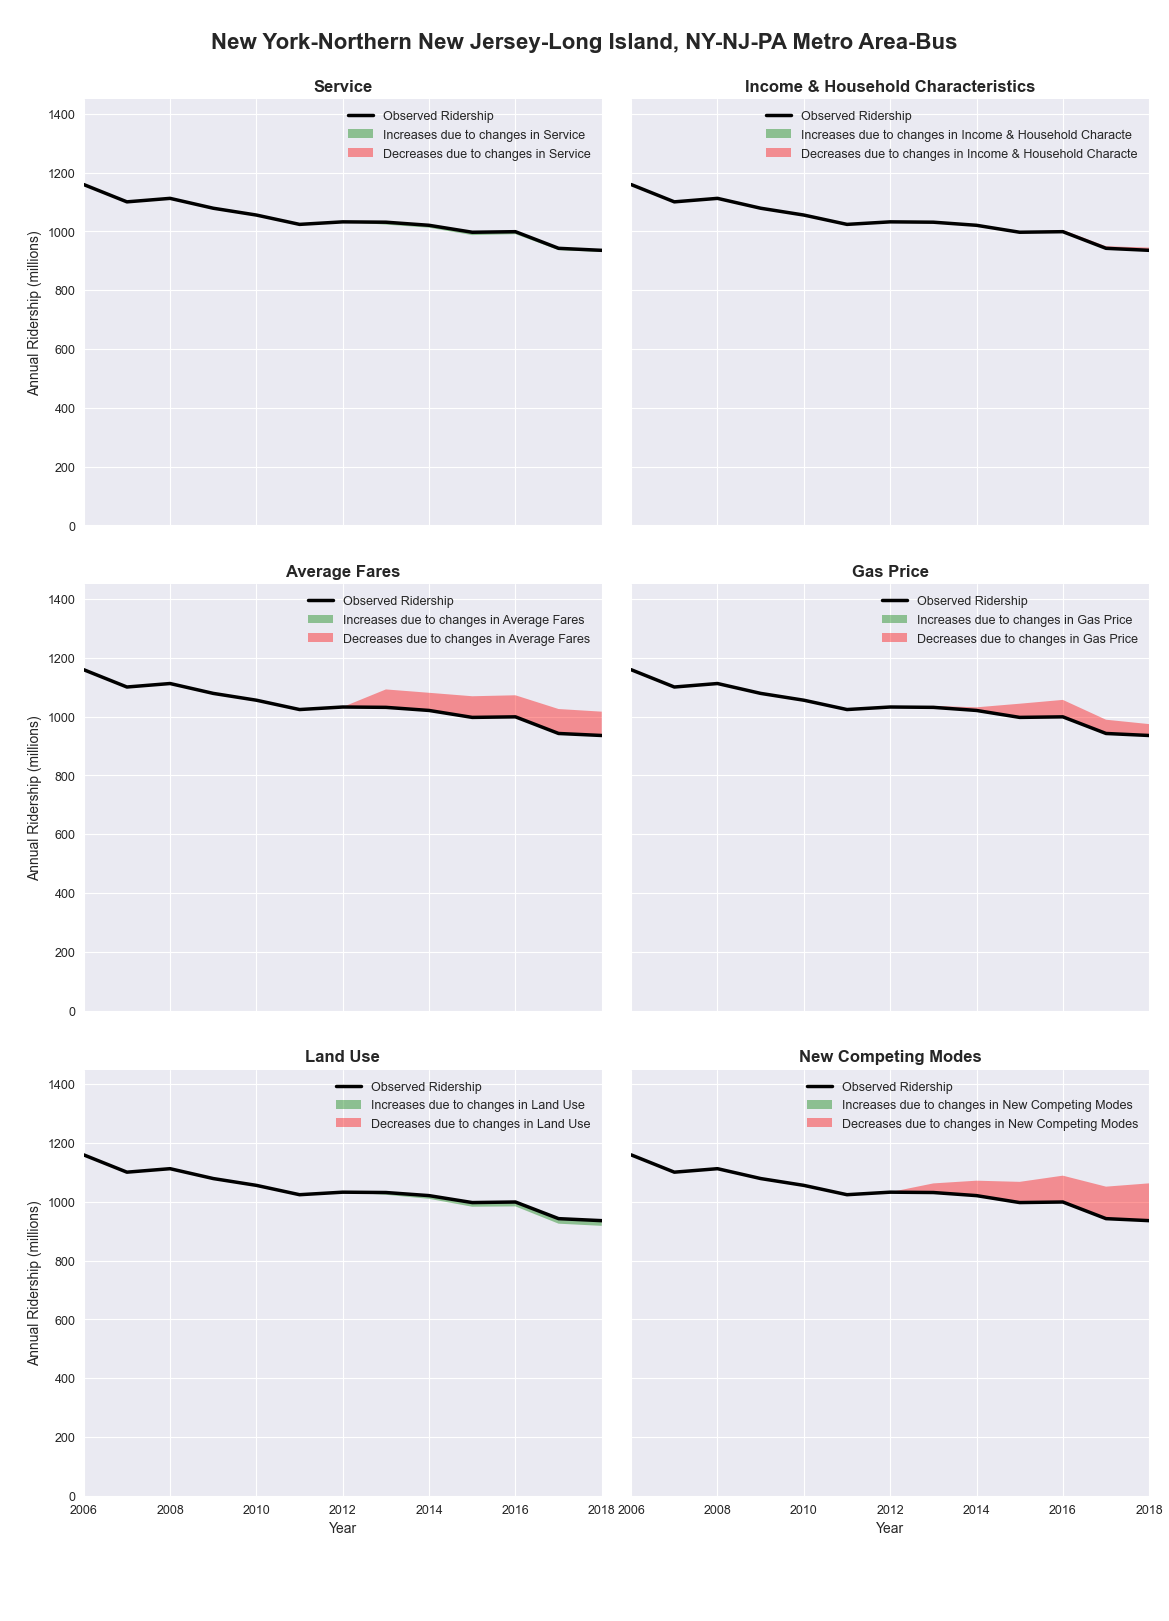 New York-Northern New Jersey-Long Island, NY-NJ-PA Metro Area-Bus
Service
Observed Ridership
Increases due to changes in Service
Decreases due to changes in Service
1400
1200
1000
800
600
400
200
0
Annual Ridership (millions)
Income & Household Characteristics
Observed Ridership
Increases due to changes in Income & Household Characte
Decreases due to changes in Income & Household Characte
Average Fares
Observed Ridership
Increases due to changes in Average Fares
Decreases due to changes in Average Fares
1400
1200
1000
800
600
400
200
0
Annual Ridership (millions)
Gas Price
Observed Ridership
Increases due to changes in Gas Price
Decreases due to changes in Gas Price
Land Use
Observed Ridership
Increases due to changes in Land Use
Decreases due to changes in Land Use
1400
1200
1000
800
600
400
200
0
Annual Ridership (millions)
2006 2008 2010 2012 2014 2016 2018
Year
New Competing Modes
Observed Ridership
Increases due to changes in New Competing Modes
Decreases due to changes in New Competing Modes
2006 2008 2010 2012 2014 2016 2018
Year